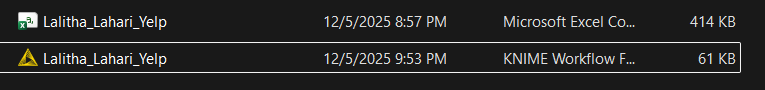 Lalitha_Lahari_Yelp 12/5/2025 8:57 PM Microsoft Excel Co... 414 KB
Lalitha_Lahari_Yelp 12/5/2025 9:53 PM KNIME Workflow F... 61 KB